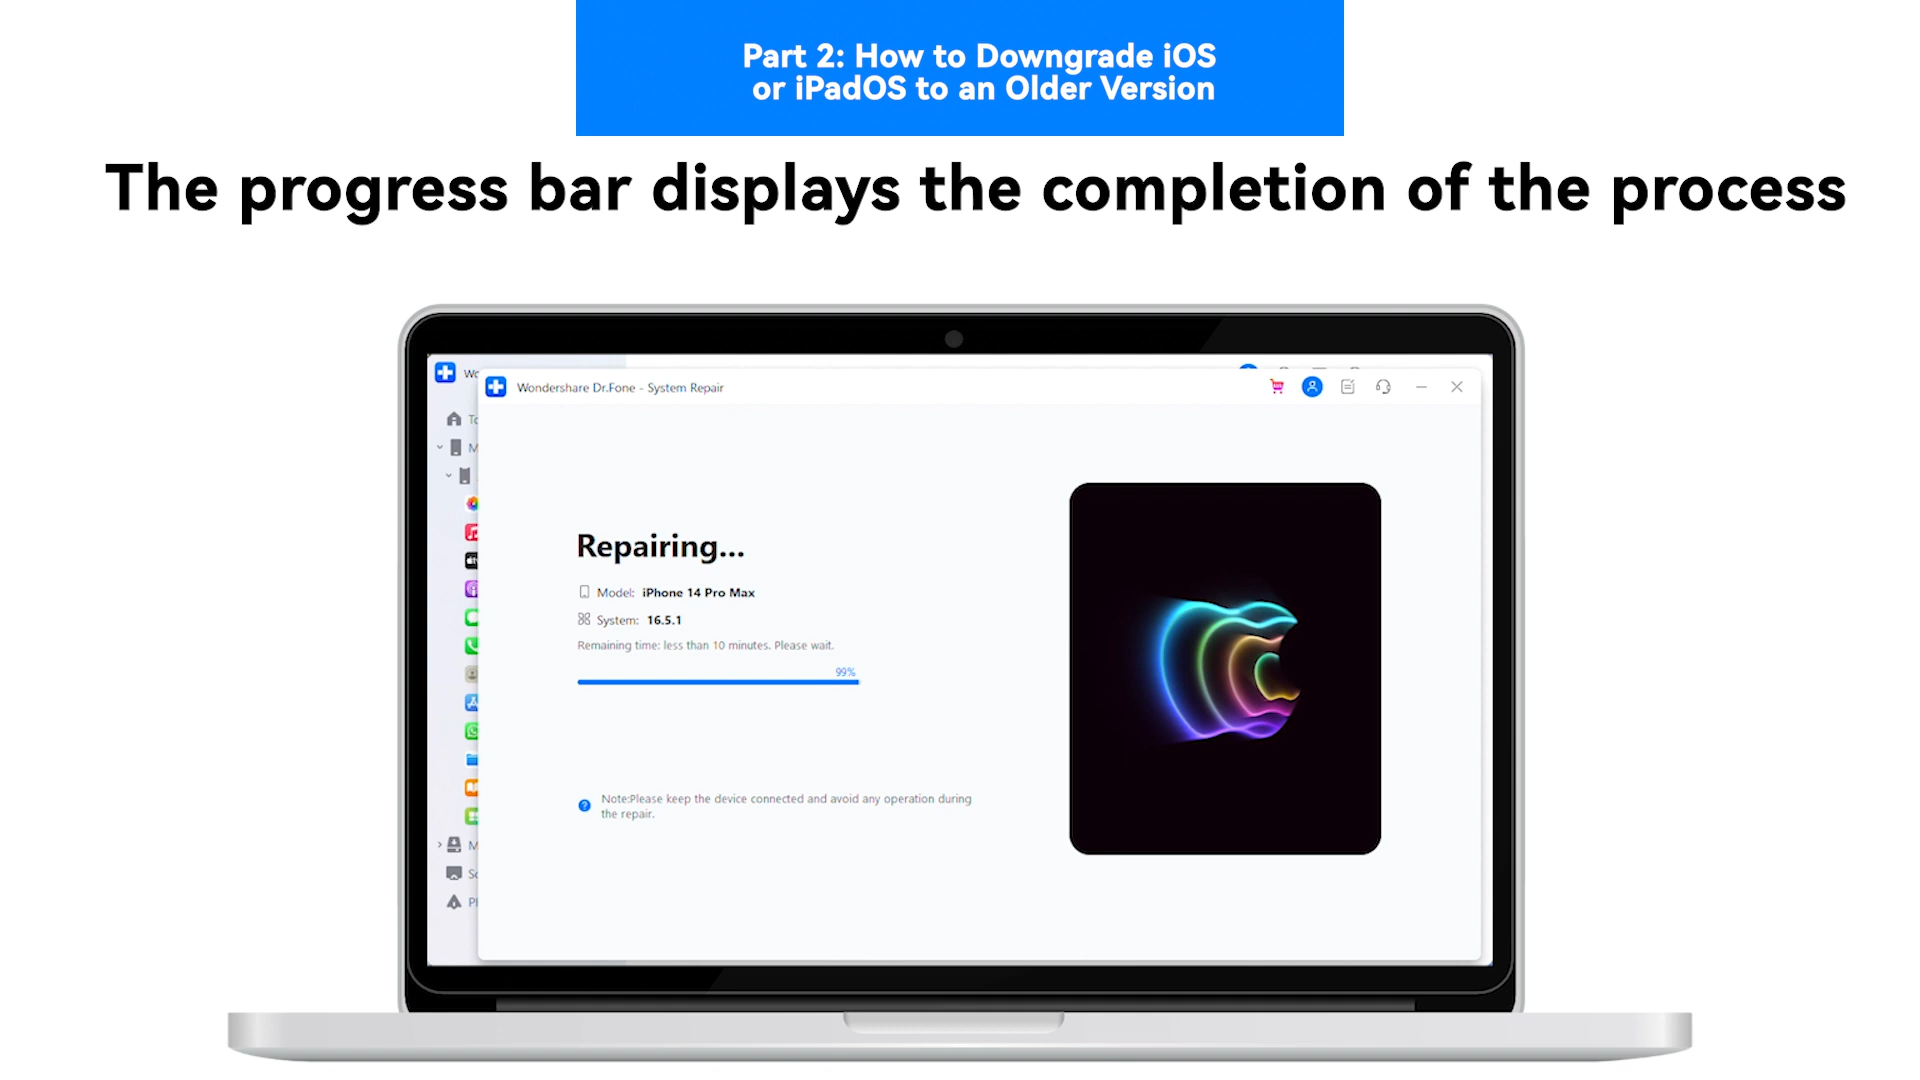 Part 2: How to Downgrade iOS
or iPadOS to an Older Version
The progress bar displays the completion of the process
Wondershare Dr.Fone - System Repair
Repairing...
Model: iPhone 14 Pro Max
System: 16.5.1
Remaining time: less than 10 minutes. Please wait.
99%
Note:Please keep the device connected and avoid any operation during
the repair.